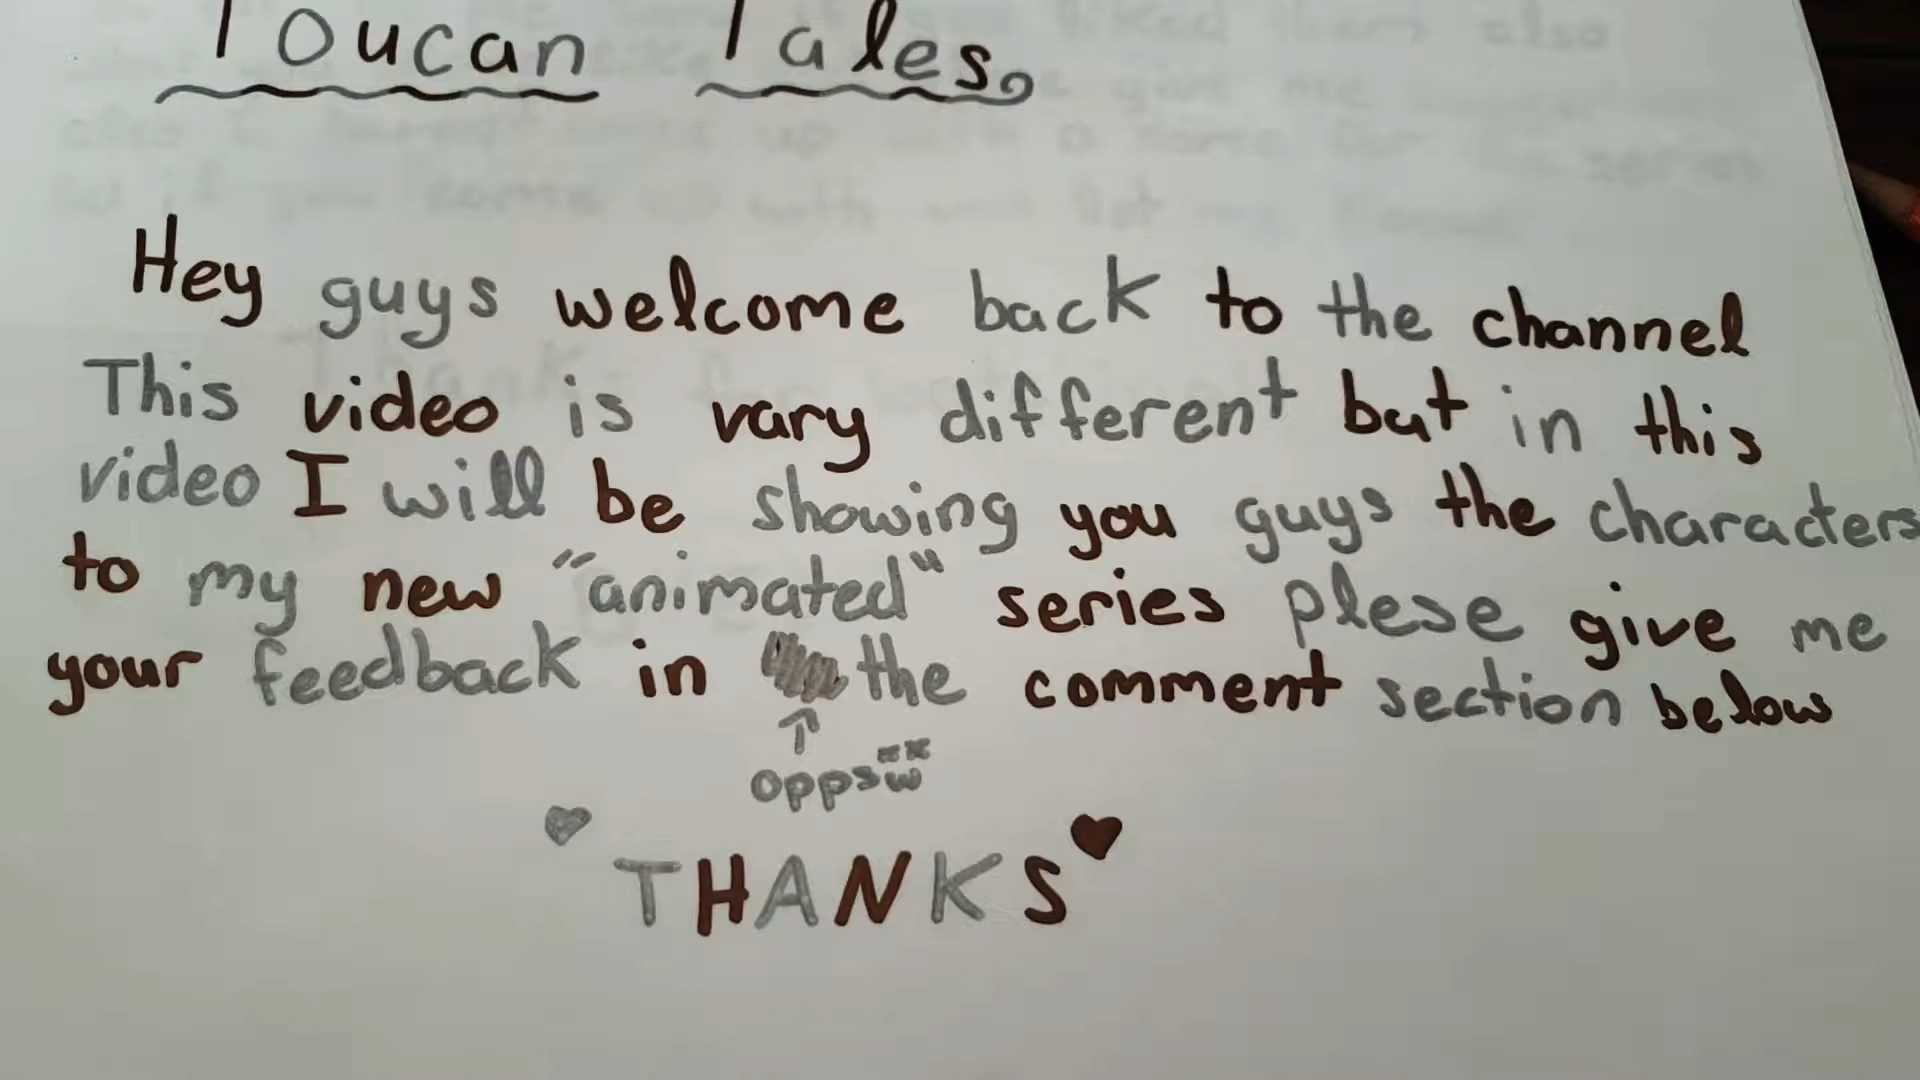 Toucan Tales
Hey guys welcome back to the channel
This video is vary different but in this
video I will be showing you guys the characters
to my new "animated" series plese give me
your feedback in the comment section below
↑
opps
THANKS